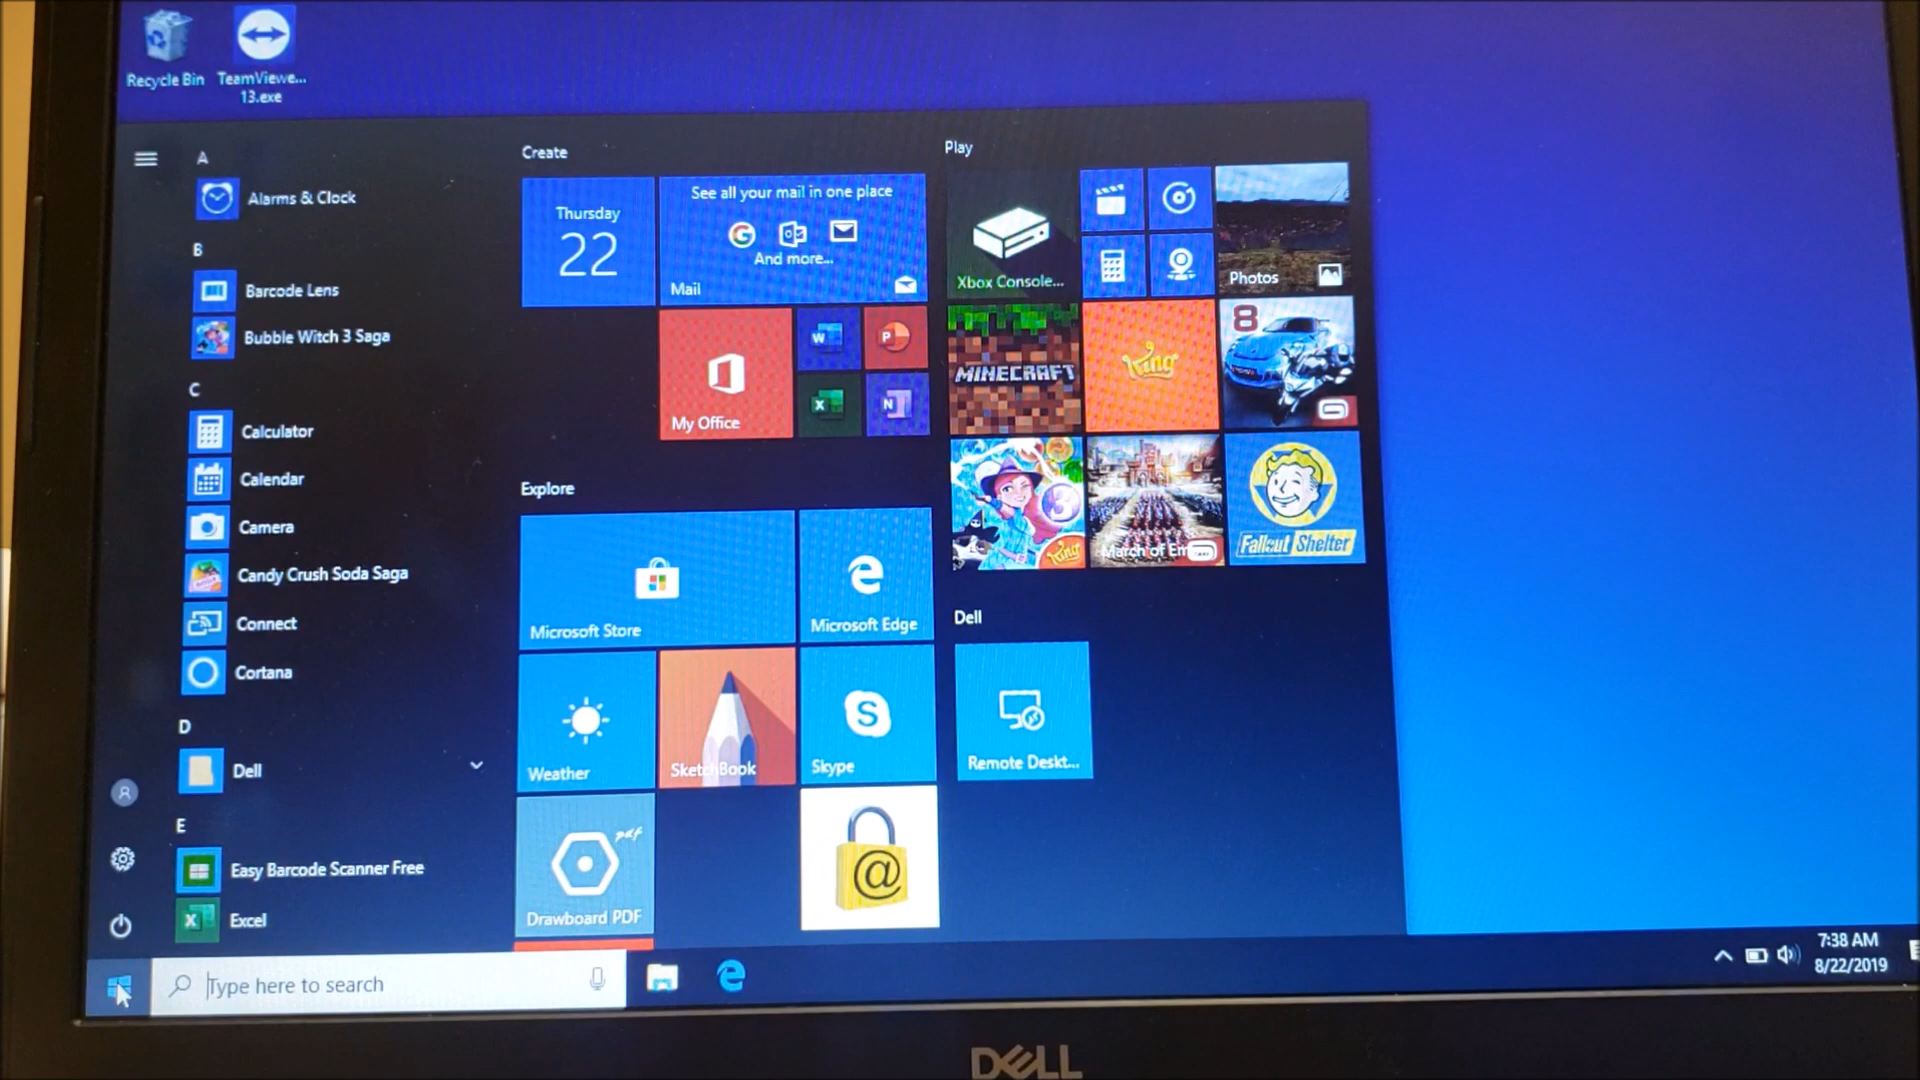 Recycle Bin
TeamViewe...
13.exe
A
Alarms & Clock
B
Barcode Lens
Bubble Witch 3 Saga
C
Calculator
Calendar
Camera
Candy Crush Soda Saga
Connect
Cortana
D
Dell
E
Easy Barcode Scanner Free
Excel
Create
Thursday
22
See all your mail in one place
And more...
Mail
My Office
Explore
Microsoft Store
Microsoft Edge
Weather
SketchBook
Skype
Drawboard PDF
pdf
@
Play
Xbox Console...
Photos
MINECRAFT
King
8
3
King
March of Em
Fallout Shelter
Dell
Remote Deskt...
Type here to search
7:38 AM
8/22/2019
DELL